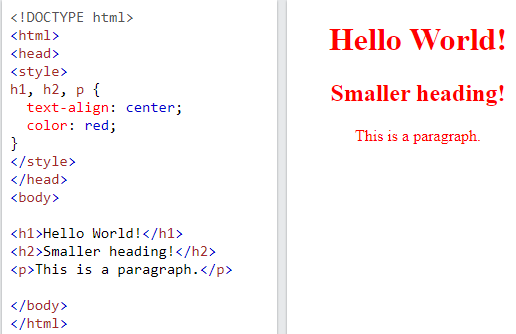 <!DOCTYPE html>
<html>
<head>
<style>
h1, h2, p {
  text-align: center;
  color: red;
}
</style>
</head>
<body>

<h1>Hello World!</h1>
<h2>Smaller heading!</h2>
<p>This is a paragraph.</p>

</body>
</html>
Hello World!
Smaller heading!
This is a paragraph.